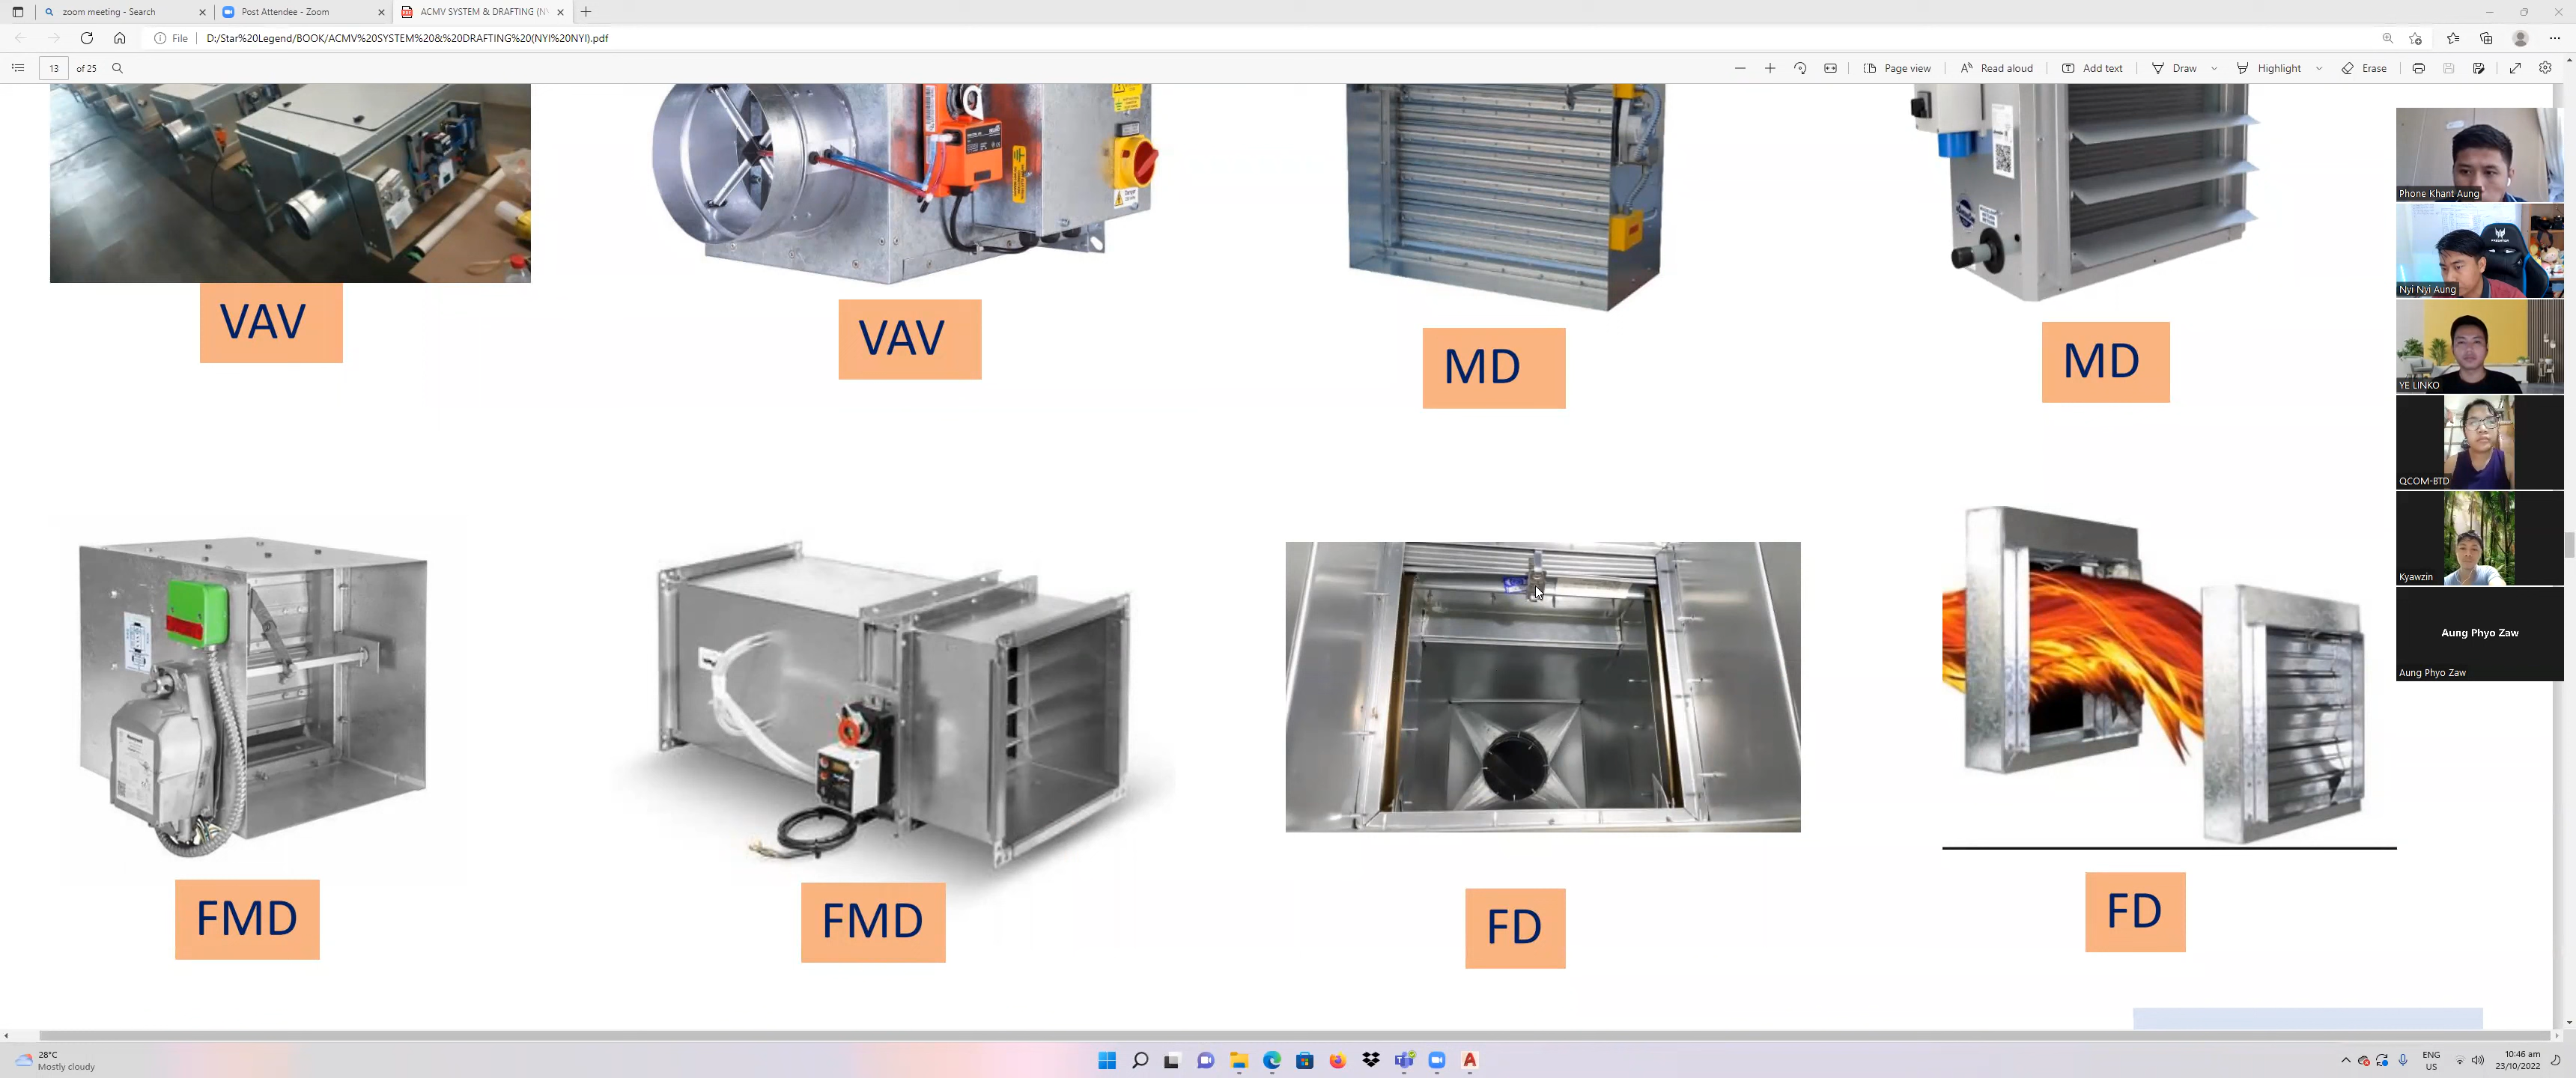 zoom meeting - Search
Post Attendee - Zoom
ACMV SYSTEM & DRAFTING (NY
File
D:/Star%20Legend/BOOK/ACMV%20SYSTEM%20&%20DRAFTING%20(NYI%20NYI).pdf
13 of 25
Page view
Read aloud
Add text
Draw
Highlight
Erase
VAV
VAV
MD
MD
FMD
FMD
FD
FD
Phone Khant Aung
Nyi Nyi Aung
YE LINKO
QCOM-BTD
Kyawzin
Aung Phyo Zaw
Aung Phyo Zaw
28°C
Mostly cloudy
ENG
US
10:46 am
23/10/2022